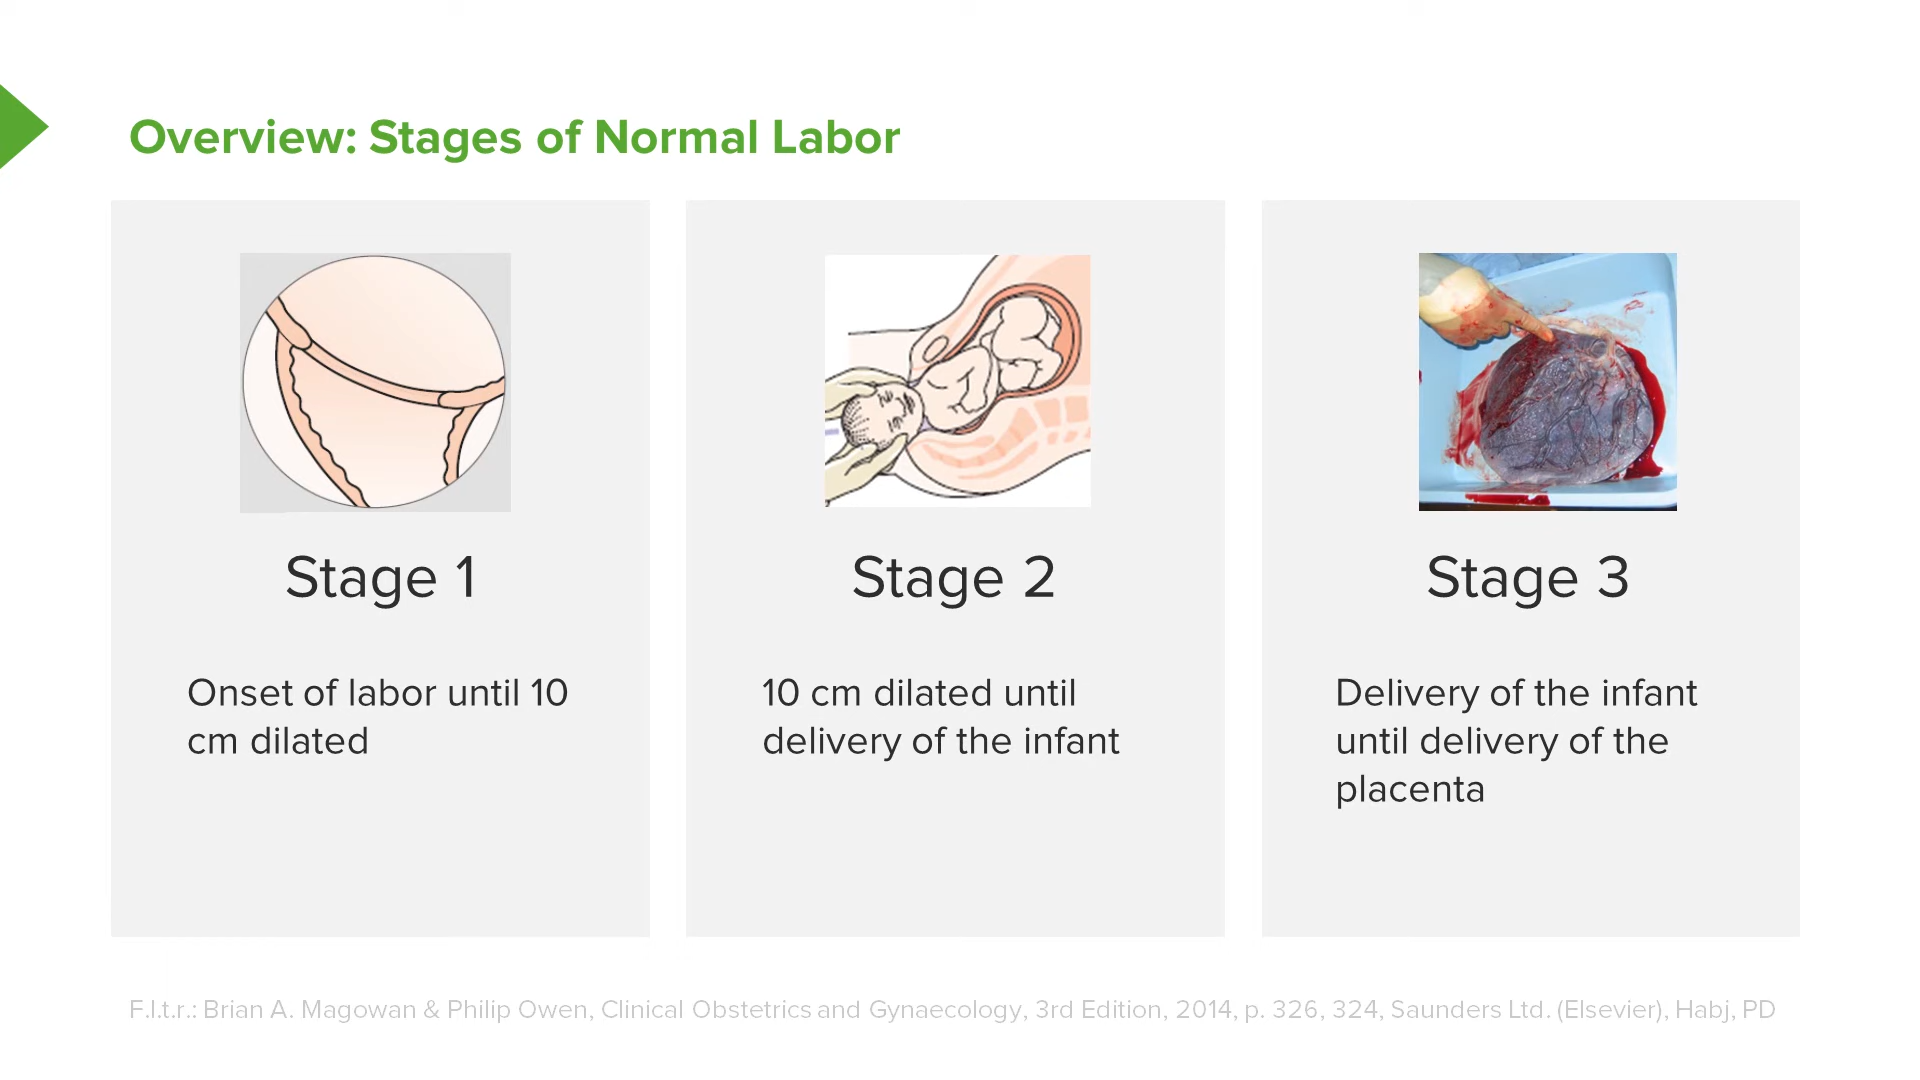 Overview: Stages of Normal Labor
Stage 1
Onset of labor until 10
cm dilated
Stage 2
10 cm dilated until
delivery of the infant
Stage 3
Delivery of the infant
until delivery of the
placenta
F.l.t.r.: Brian A. Magowan & Philip Owen, Clinical Obstetrics and Gynaecology, 3rd Edition, 2014, p. 326, 324, Saunders Ltd. (Elsevier), Habj, PD